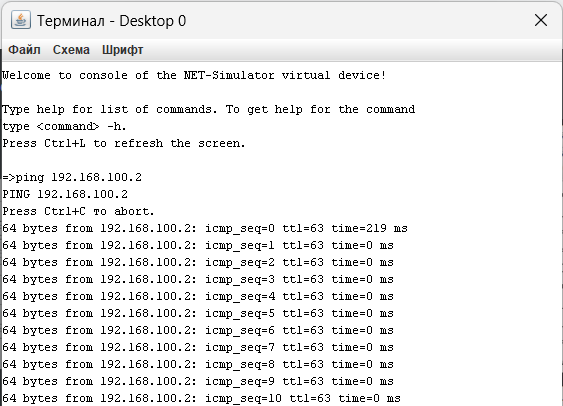 Терминал - Desktop 0
Файл Схема Шрифт
Welcome to console of the NET-Simulator virtual device!
Type help for list of commands. To get help for the command
type <command> -h.
Press Ctrl+L to refresh the screen.
=>ping 192.168.100.2
PING 192.168.100.2
Press Ctrl+C то abort.
64 bytes from 192.168.100.2: icmp_seq=0 ttl=63 time=219 ms
64 bytes from 192.168.100.2: icmp_seq=1 ttl=63 time=0 ms
64 bytes from 192.168.100.2: icmp_seq=2 ttl=63 time=0 ms
64 bytes from 192.168.100.2: icmp_seq=3 ttl=63 time=0 ms
64 bytes from 192.168.100.2: icmp_seq=4 ttl=63 time=0 ms
64 bytes from 192.168.100.2: icmp_seq=5 ttl=63 time=0 ms
64 bytes from 192.168.100.2: icmp_seq=6 ttl=63 time=0 ms
64 bytes from 192.168.100.2: icmp_seq=7 ttl=63 time=0 ms
64 bytes from 192.168.100.2: icmp_seq=8 ttl=63 time=0 ms
64 bytes from 192.168.100.2: icmp_seq=9 ttl=63 time=0 ms
64 bytes from 192.168.100.2: icmp_seq=10 ttl=63 time=0 ms